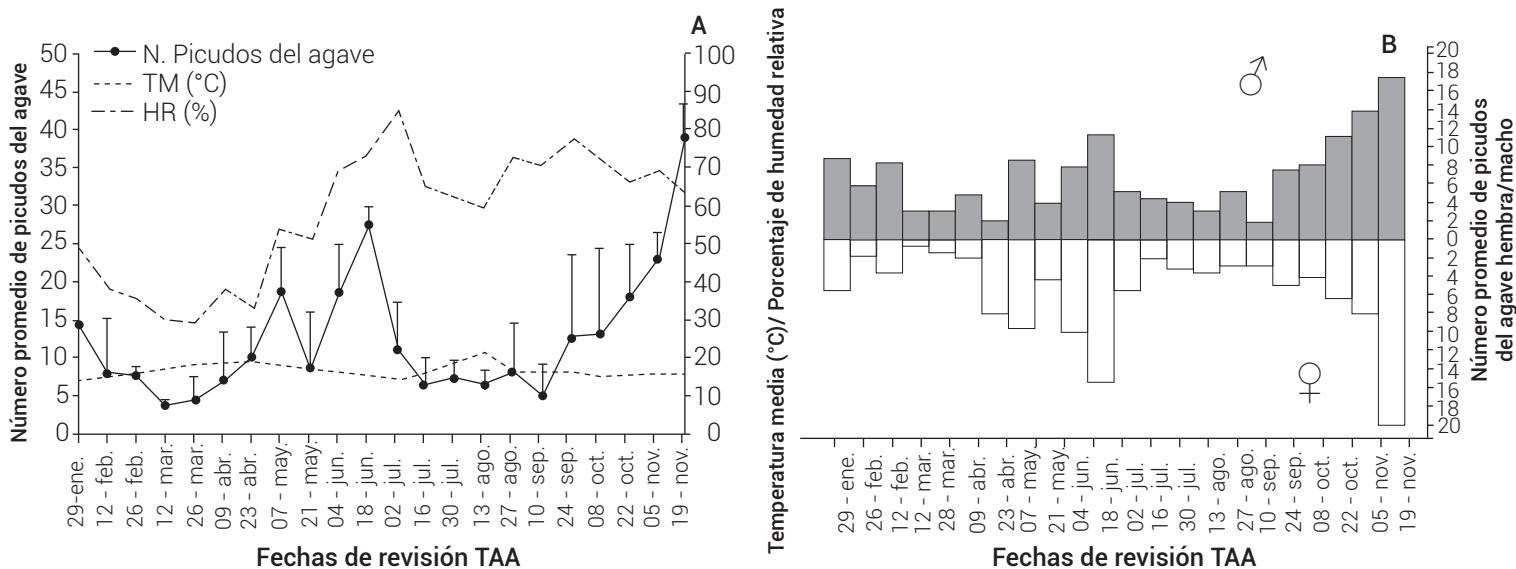 A
Número promedio de picudos del agave
50
45
40
35
30
25
20
15
10
5
0
N. Picudos del agave
TM (°C)
HR (%)
100
90
80
70
60
50
40
30
20
10
0
Temperatura media (°C)/ Porcentaje de humedad relativa
29-ene.
12 - feb.
26 - feb.
12 - mar.
26 - mar.
09 - abr.
23 - abr.
07 - may.
21 - may.
04 - jun.
18 - jun.
02 - jul.
16 - jul.
30 - jul.
13 - ago.
27 - ago.
10 - sep.
24 - sep.
08 - oct.
22 - oct.
05 - nov.
19 - nov.
Fechas de revisión TAA
B
♂
♀
20
18
16
14
12
10
8
6
4
2
0
2
4
6
8
10
12
14
16
18
20
Número promedio de picudos
del agave hembra/macho
29 - ene.
26 - feb.
12 - feb.
12 - mar.
28 - mar.
09 - abr.
23 - abr.
07 - may.
21 - may.
04 - jun.
18 - jun.
02 - jul.
16 - jul.
30 - jul.
13 - ago.
27 - ago.
10 - sep.
24 - sep.
08 - oct.
22 - oct.
05 - nov.
19 - nov.
Fechas de revisión TAA